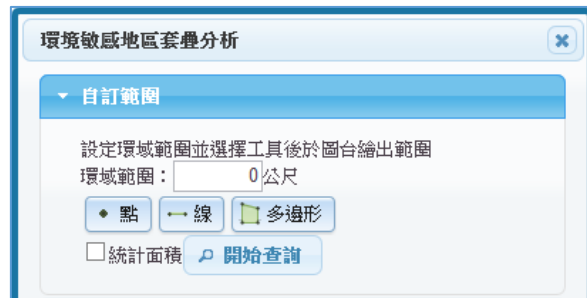 環境敏感地區套疊分析
自訂範圍
設定環域範圍並選擇工具後於圖台繪出範圍
環域範圍： 0公尺
點 線 多邊形
統計面積 開始查詢